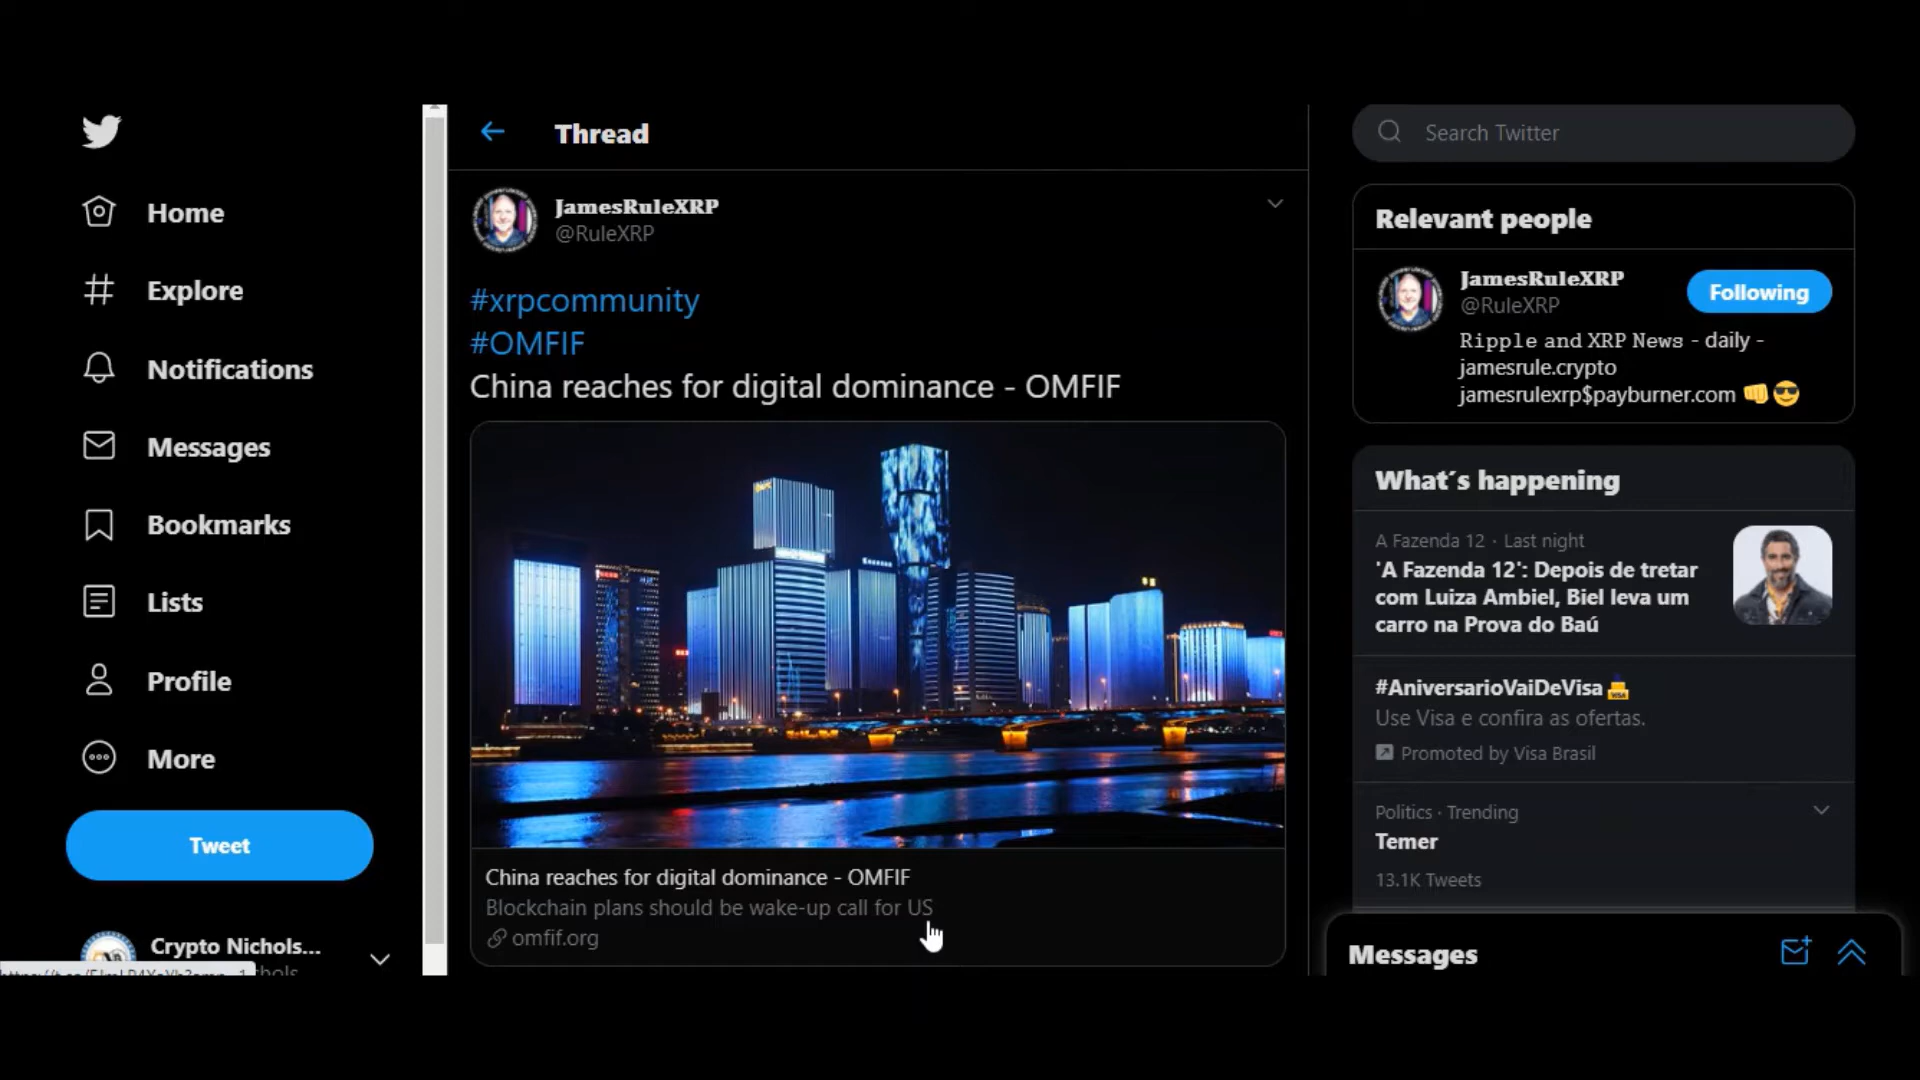 Home
Explore
Notifications
Messages
Bookmarks
Lists
Profile
More
Tweet
Crypto Nichols...
Thread
JamesRuleXRP
@RuleXRP
#xrpcommunity
#OMFIF
China reaches for digital dominance - OMFIF
China reaches for digital dominance - OMFIF
Blockchain plans should be wake-up call for US
omfif.org
Search Twitter
Relevant people
JamesRuleXRP
@RuleXRP
Following
Ripple and XRP News - daily -
jamesrule.crypto
jamesrulexrp$payburner.com 👊😎
What´s happening
A Fazenda 12 · Last night
'A Fazenda 12': Depois de tretar
com Luiza Ambiel, Biel leva um
carro na Prova do Baú
#AniversarioVaiDeVisa
Use Visa e confira as ofertas.
Promoted by Visa Brasil
Politics · Trending
Temer
13.1K Tweets
Messages